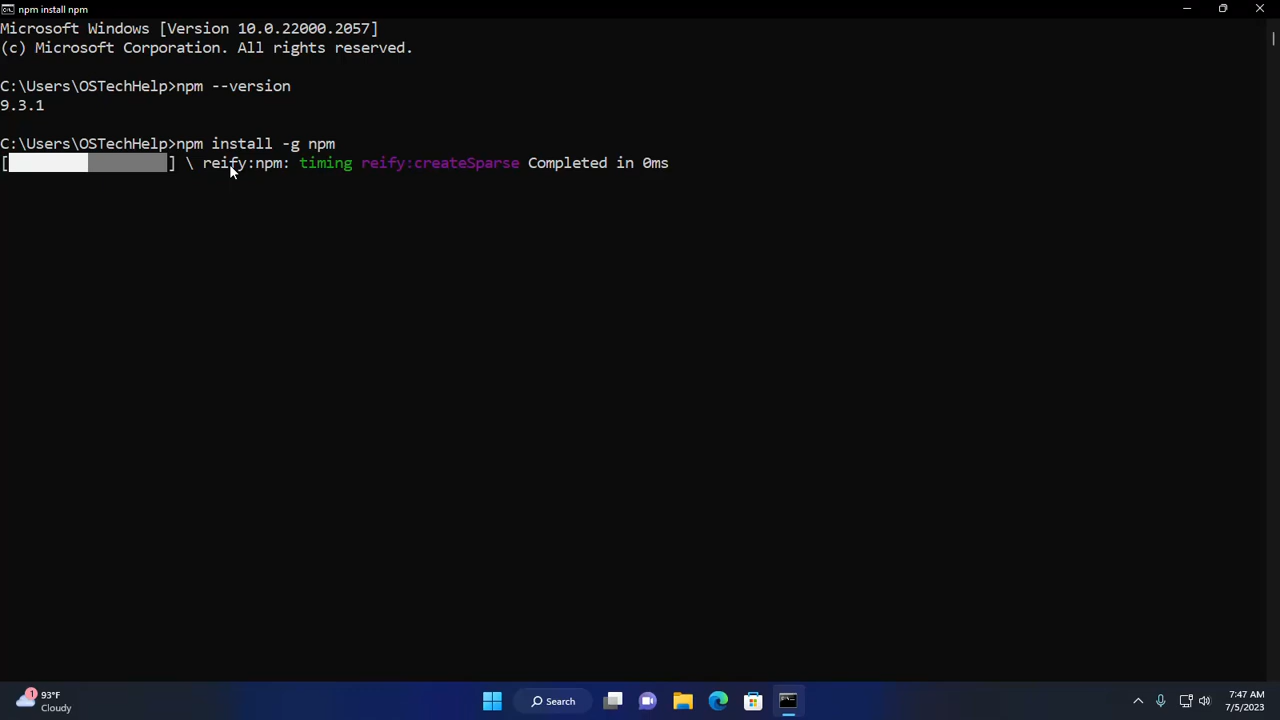 npm install npm
Microsoft Windows [Version 10.0.22000.2057]
(c) Microsoft Corporation. All rights reserved.
C:\Users\OSTechHelp>npm --version
9.3.1
C:\Users\OSTechHelp>npm install -g npm
[ ] \ reify:npm: timing reify:createSparse Completed in 0ms
1
93°F
Cloudy
Search
7:47 AM
7/5/2023